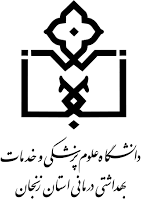 دانشگاه علوم پزشکی و خدمات
بهداشتی درمانی استان زنجان